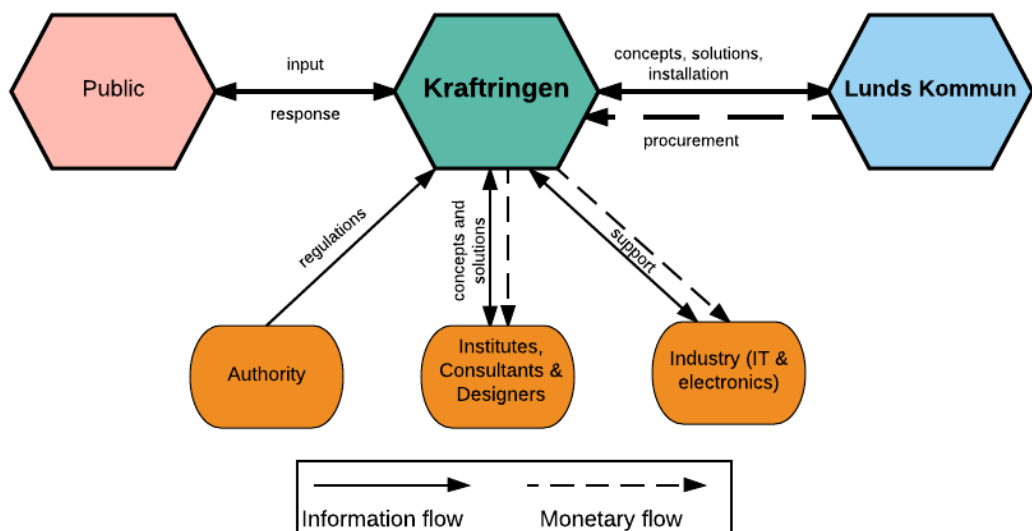 Public
input
response
Kraftringen
concepts, solutions,
installation
procurement
Lunds Kommun
regulations
concepts and
solutions
support
Authority
Institutes,
Consultants &
Designers
Industry (IT &
electronics)
Information flow
Monetary flow